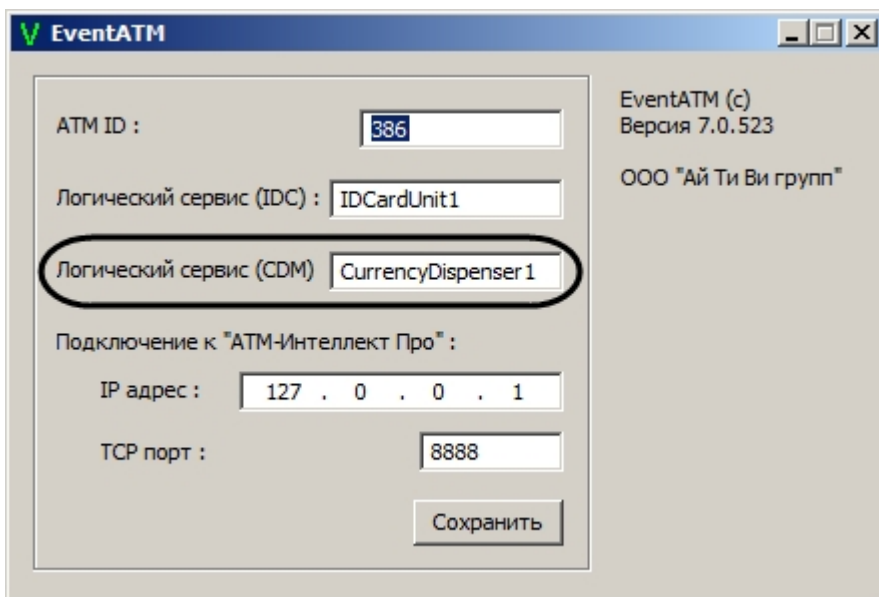 EventATM
ATM ID : 386
Логический сервис (IDC) : IDCardUnit1
Логический сервис (CDM) CurrencyDispenser1
Подключение к "АТМ-Интеллект Про" :
IP адрес : 127 . 0 . 0 . 1
TCP порт : 8888
Сохранить
EventATM (c)
Версия 7.0.523
ООО "Ай Ти Ви групп"